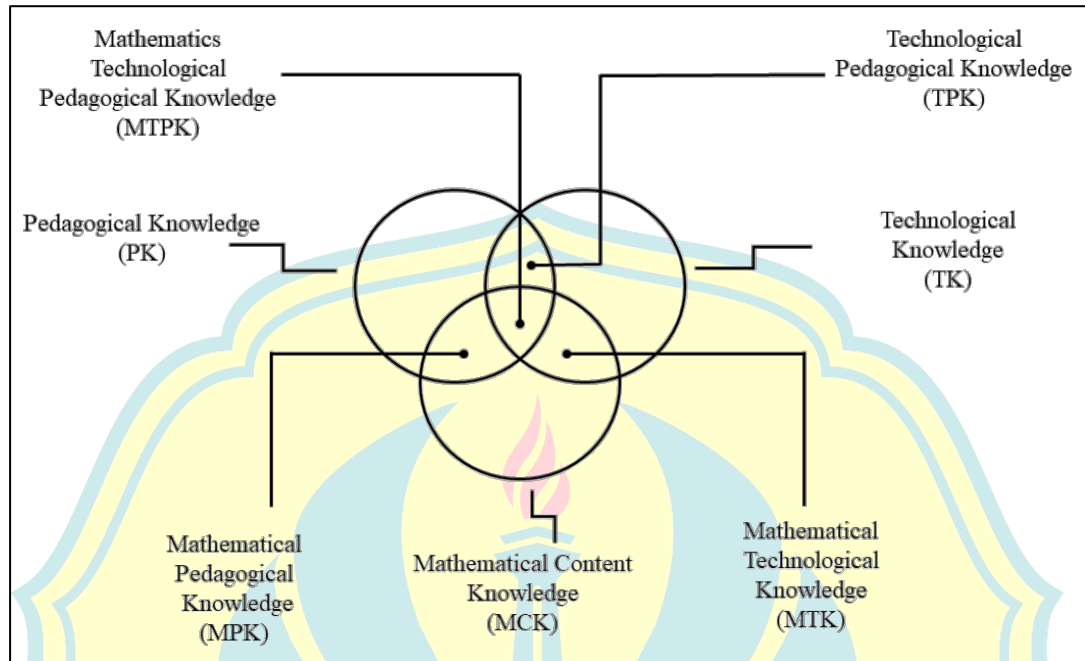 Mathematics
Technological
Pedagogical Knowledge
(MTPK)
Technological
Pedagogical Knowledge
(TPK)
Pedagogical Knowledge
(PK)
Technological
Knowledge
(TK)
Mathematical
Pedagogical
Knowledge
(MPK)
Mathematical Content
Knowledge
(MCK)
Mathematical
Technological
Knowledge
(MTK)